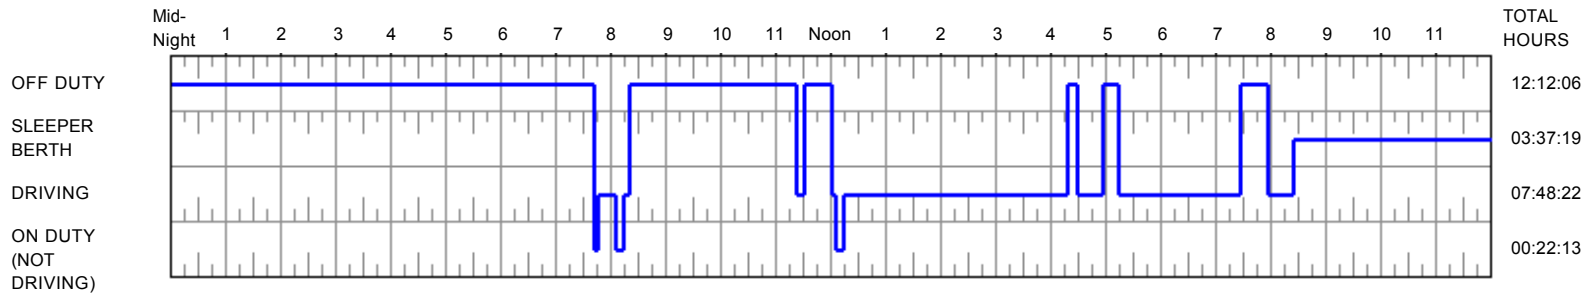 Mid-
Night 1 2 3 4 5 6 7 8 9 10 11 Noon 1 2 3 4 5 6 7 8 9 10 11
TOTAL
HOURS
OFF DUTY 12:12:06
SLEEPER
BERTH 03:37:19
DRIVING 07:48:22
ON DUTY
(NOT
DRIVING) 00:22:13